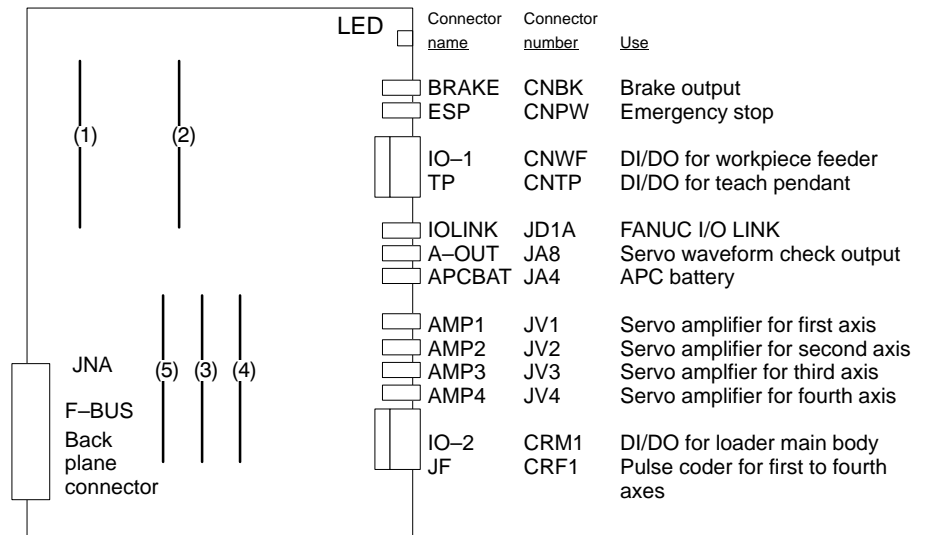 LED
Connector Connector
name number Use
BRAKE CNBK Brake output
ESP CNPW Emergency stop
(1) (2)
IO–1 CNWF DI/DO for workpiece feeder
TP CNTP DI/DO for teach pendant
IOLINK JD1A FANUC I/O LINK
A–OUT JA8 Servo waveform check output
APCBAT JA4 APC battery
AMP1 JV1 Servo amplifier for first axis
AMP2 JV2 Servo amplifier for second axis
AMP3 JV3 Servo amplfier for third axis
AMP4 JV4 Servo amplifier for fourth axis
JNA (5) (3) (4)
F–BUS
Back
plane
connector
IO–2 CRM1 DI/DO for loader main body
JF CRF1 Pulse coder for first to fourth
axes